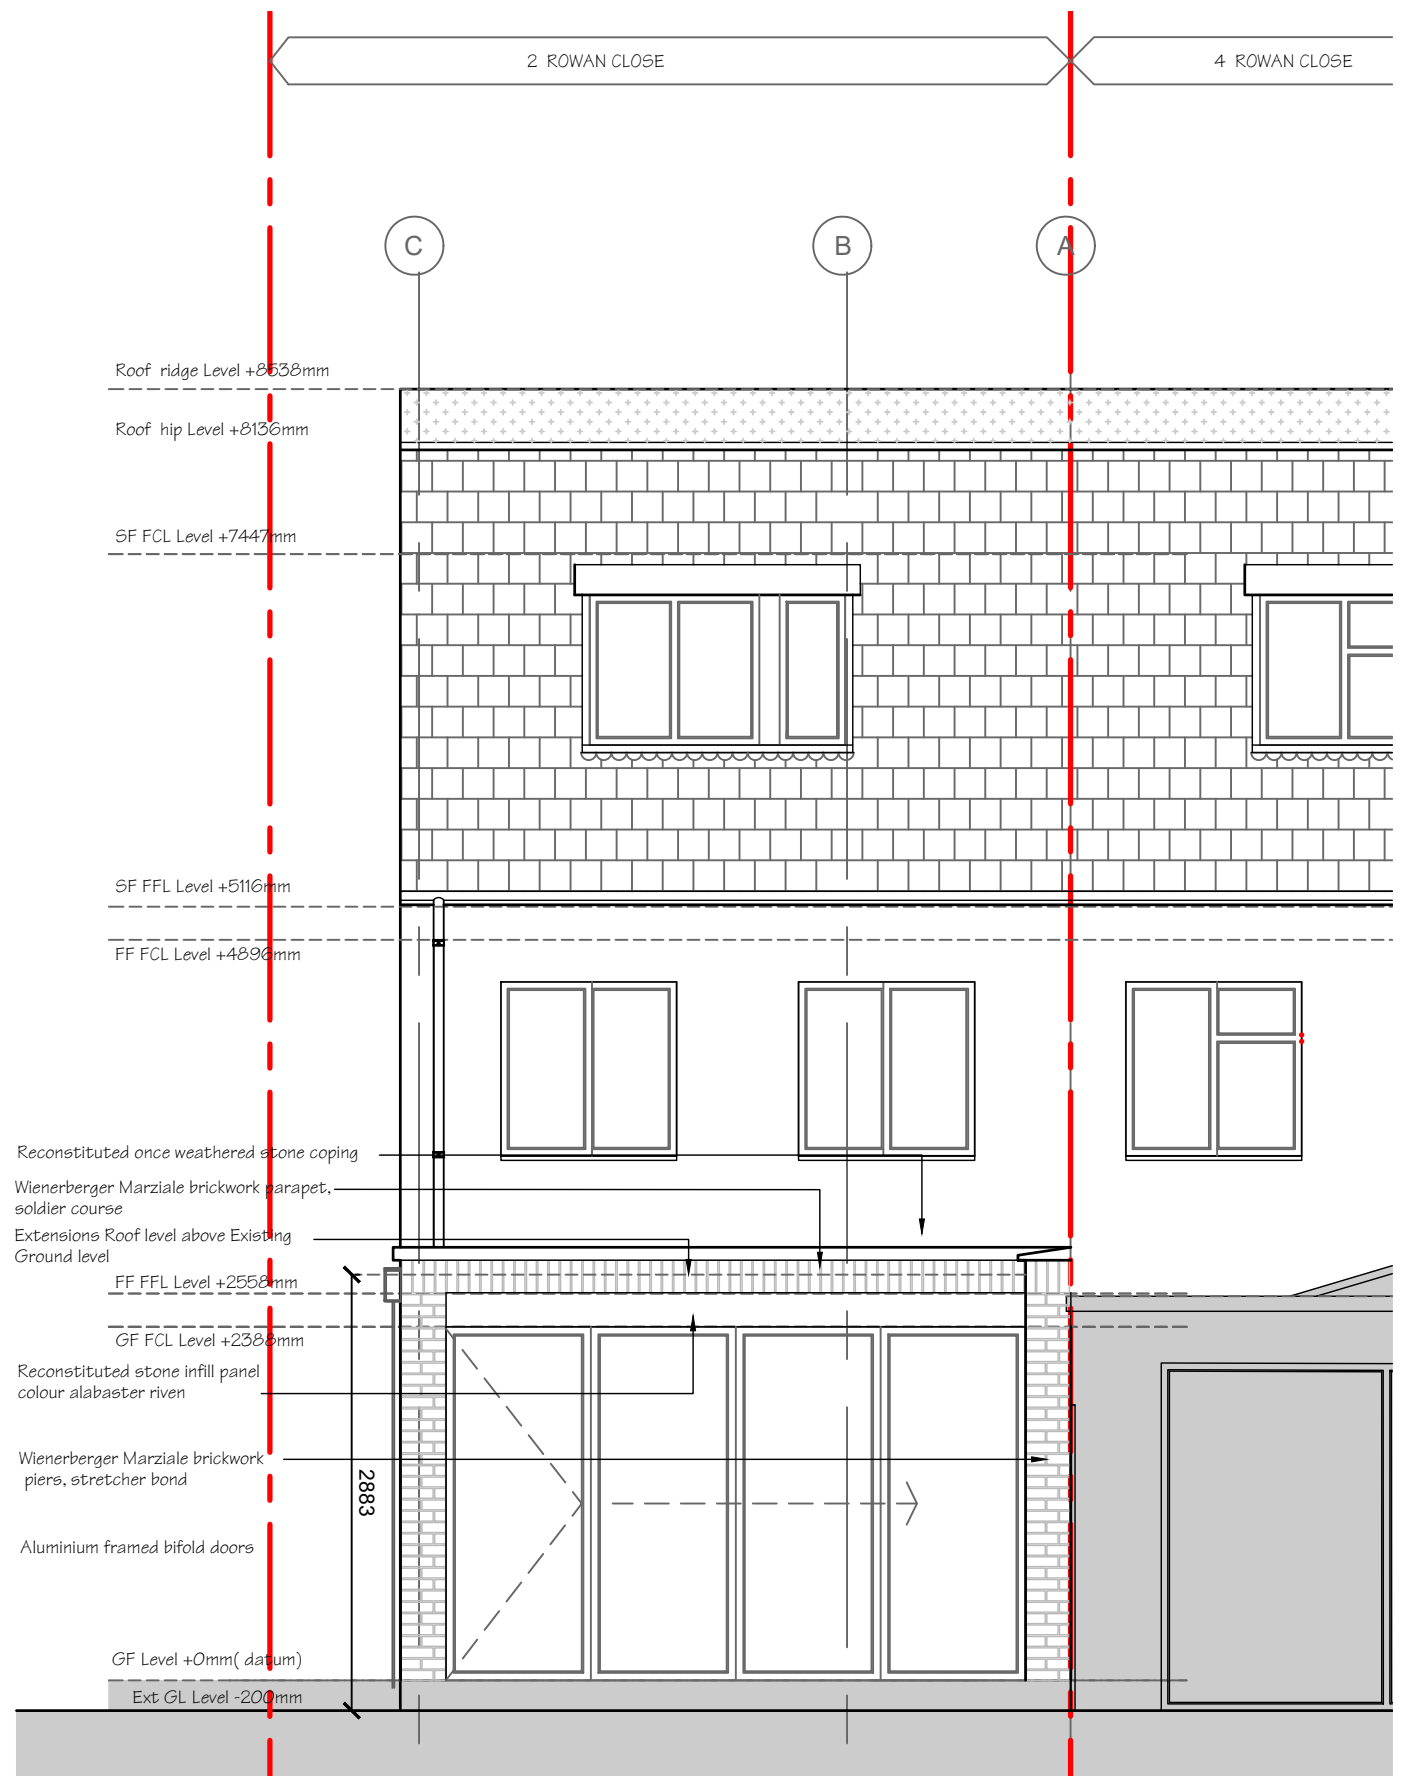 2 ROWAN CLOSE
4 ROWAN CLOSE
C
B
A
Roof ridge Level +8538mm
Roof hip Level +8136mm
SF FCL Level +7447mm
SF FFL Level +5116mm
FF FCL Level +4896mm
Reconstituted once weathered stone coping
Wienerberger Marziale brickwork parapet,
soldier course
Extensions Roof level above Existing
Ground level
FF FFL Level +2558mm
GF FCL Level +2388mm
Reconstituted stone infill panel
colour alabaster riven
Wienerberger Marziale brickwork
piers, stretcher bond
2883
Aluminium framed bifold doors
GF Level +0mm( datum)
Ext GL Level -200mm